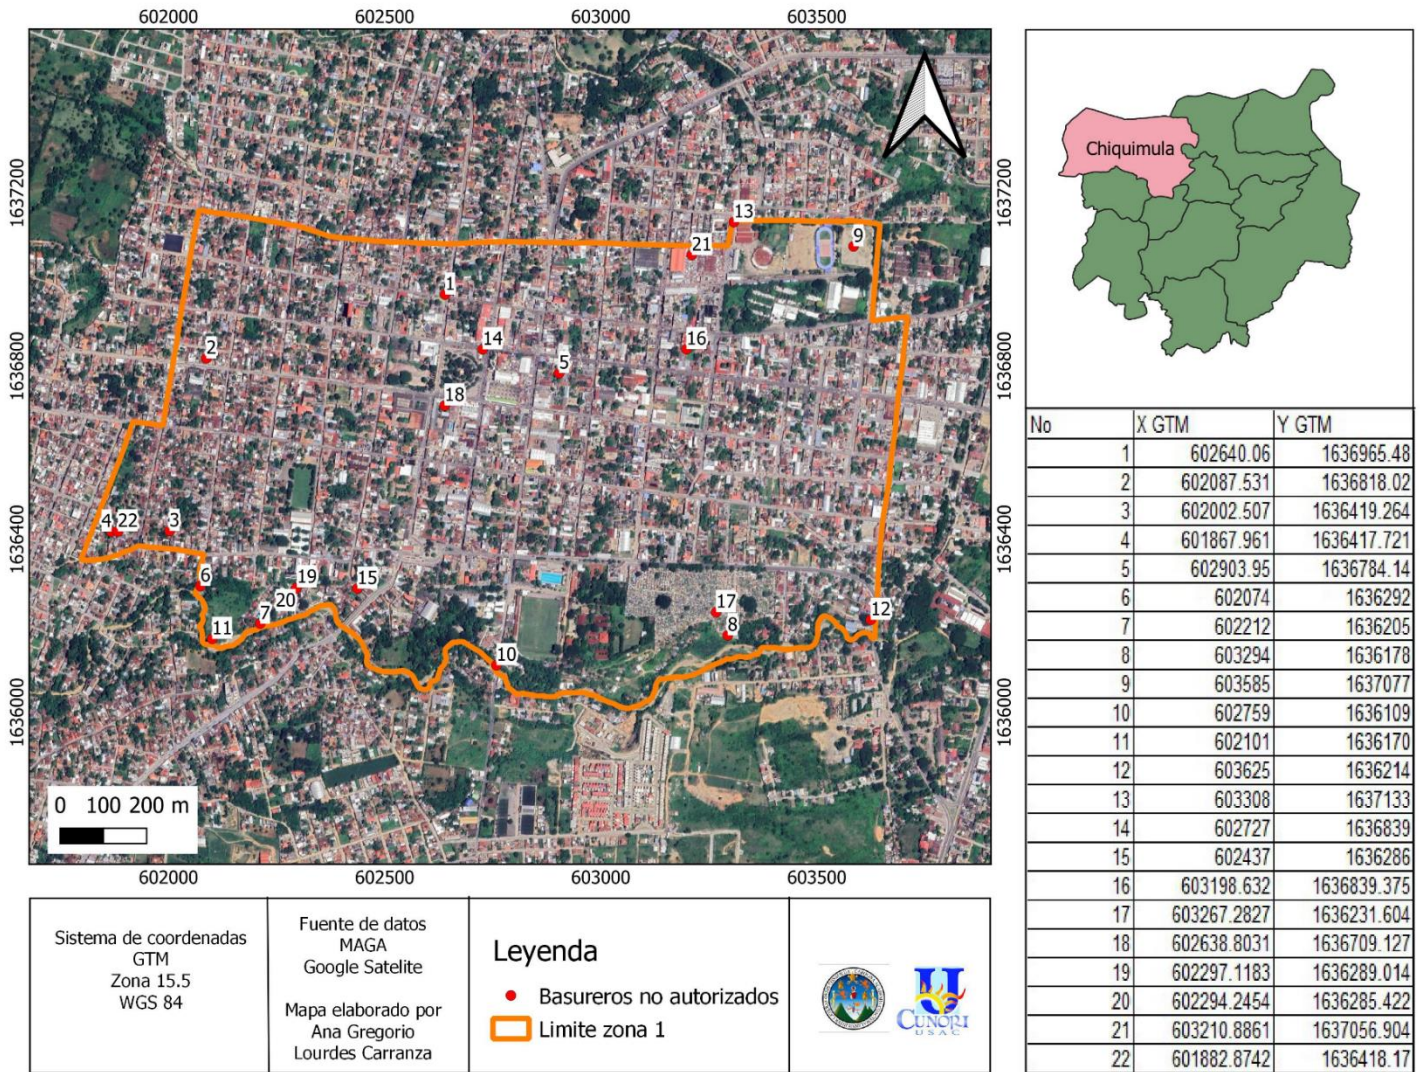 602000 602500 603000 603500
1637200
1636800
1636400
1636000
1637200
1636800
1636400
1636000
13
9
21
1
14
16
2
5
18
4 22 3
6
19
15
20
7
17
8
12
11
10
0 100 200 m
602000 602500 603000 603500
Chiquimula
No X GTM Y GTM
1 602640.06 1636965.48
2 602087.531 1636818.02
3 602002.507 1636419.264
4 601867.961 1636417.721
5 602903.95 1636784.14
6 602074 1636292
7 602212 1636205
8 603294 1636178
9 603585 1637077
10 602759 1636109
11 602101 1636170
12 603625 1636214
13 603308 1637133
14 602727 1636839
15 602437 1636286
16 603198.632 1636839.375
17 603267.2827 1636231.604
18 602638.8031 1636709.127
19 602297.1183 1636289.014
20 602294.2454 1636285.422
21 603210.8861 1637056.904
22 601882.8742 1636418.17
Sistema de coordenadas
GTM
Zona 15.5
WGS 84
Fuente de datos
MAGA
Google Satelite
Mapa elaborado por
Ana Gregorio
Lourdes Carranza
Leyenda
Basureros no autorizados
Limite zona 1
CUNORI
USAC